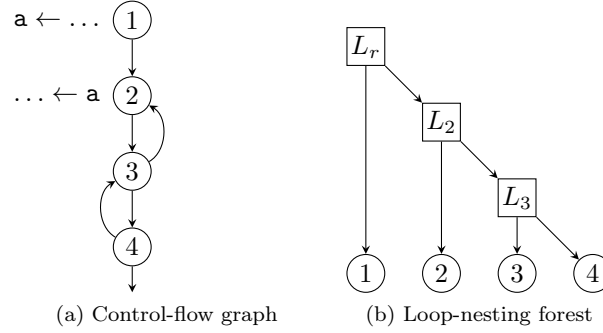 a ← … 1
… ← a 2
3
4
(a) Control-flow graph
L_r
L_2
L_3
1 2 3 4
(b) Loop-nesting forest